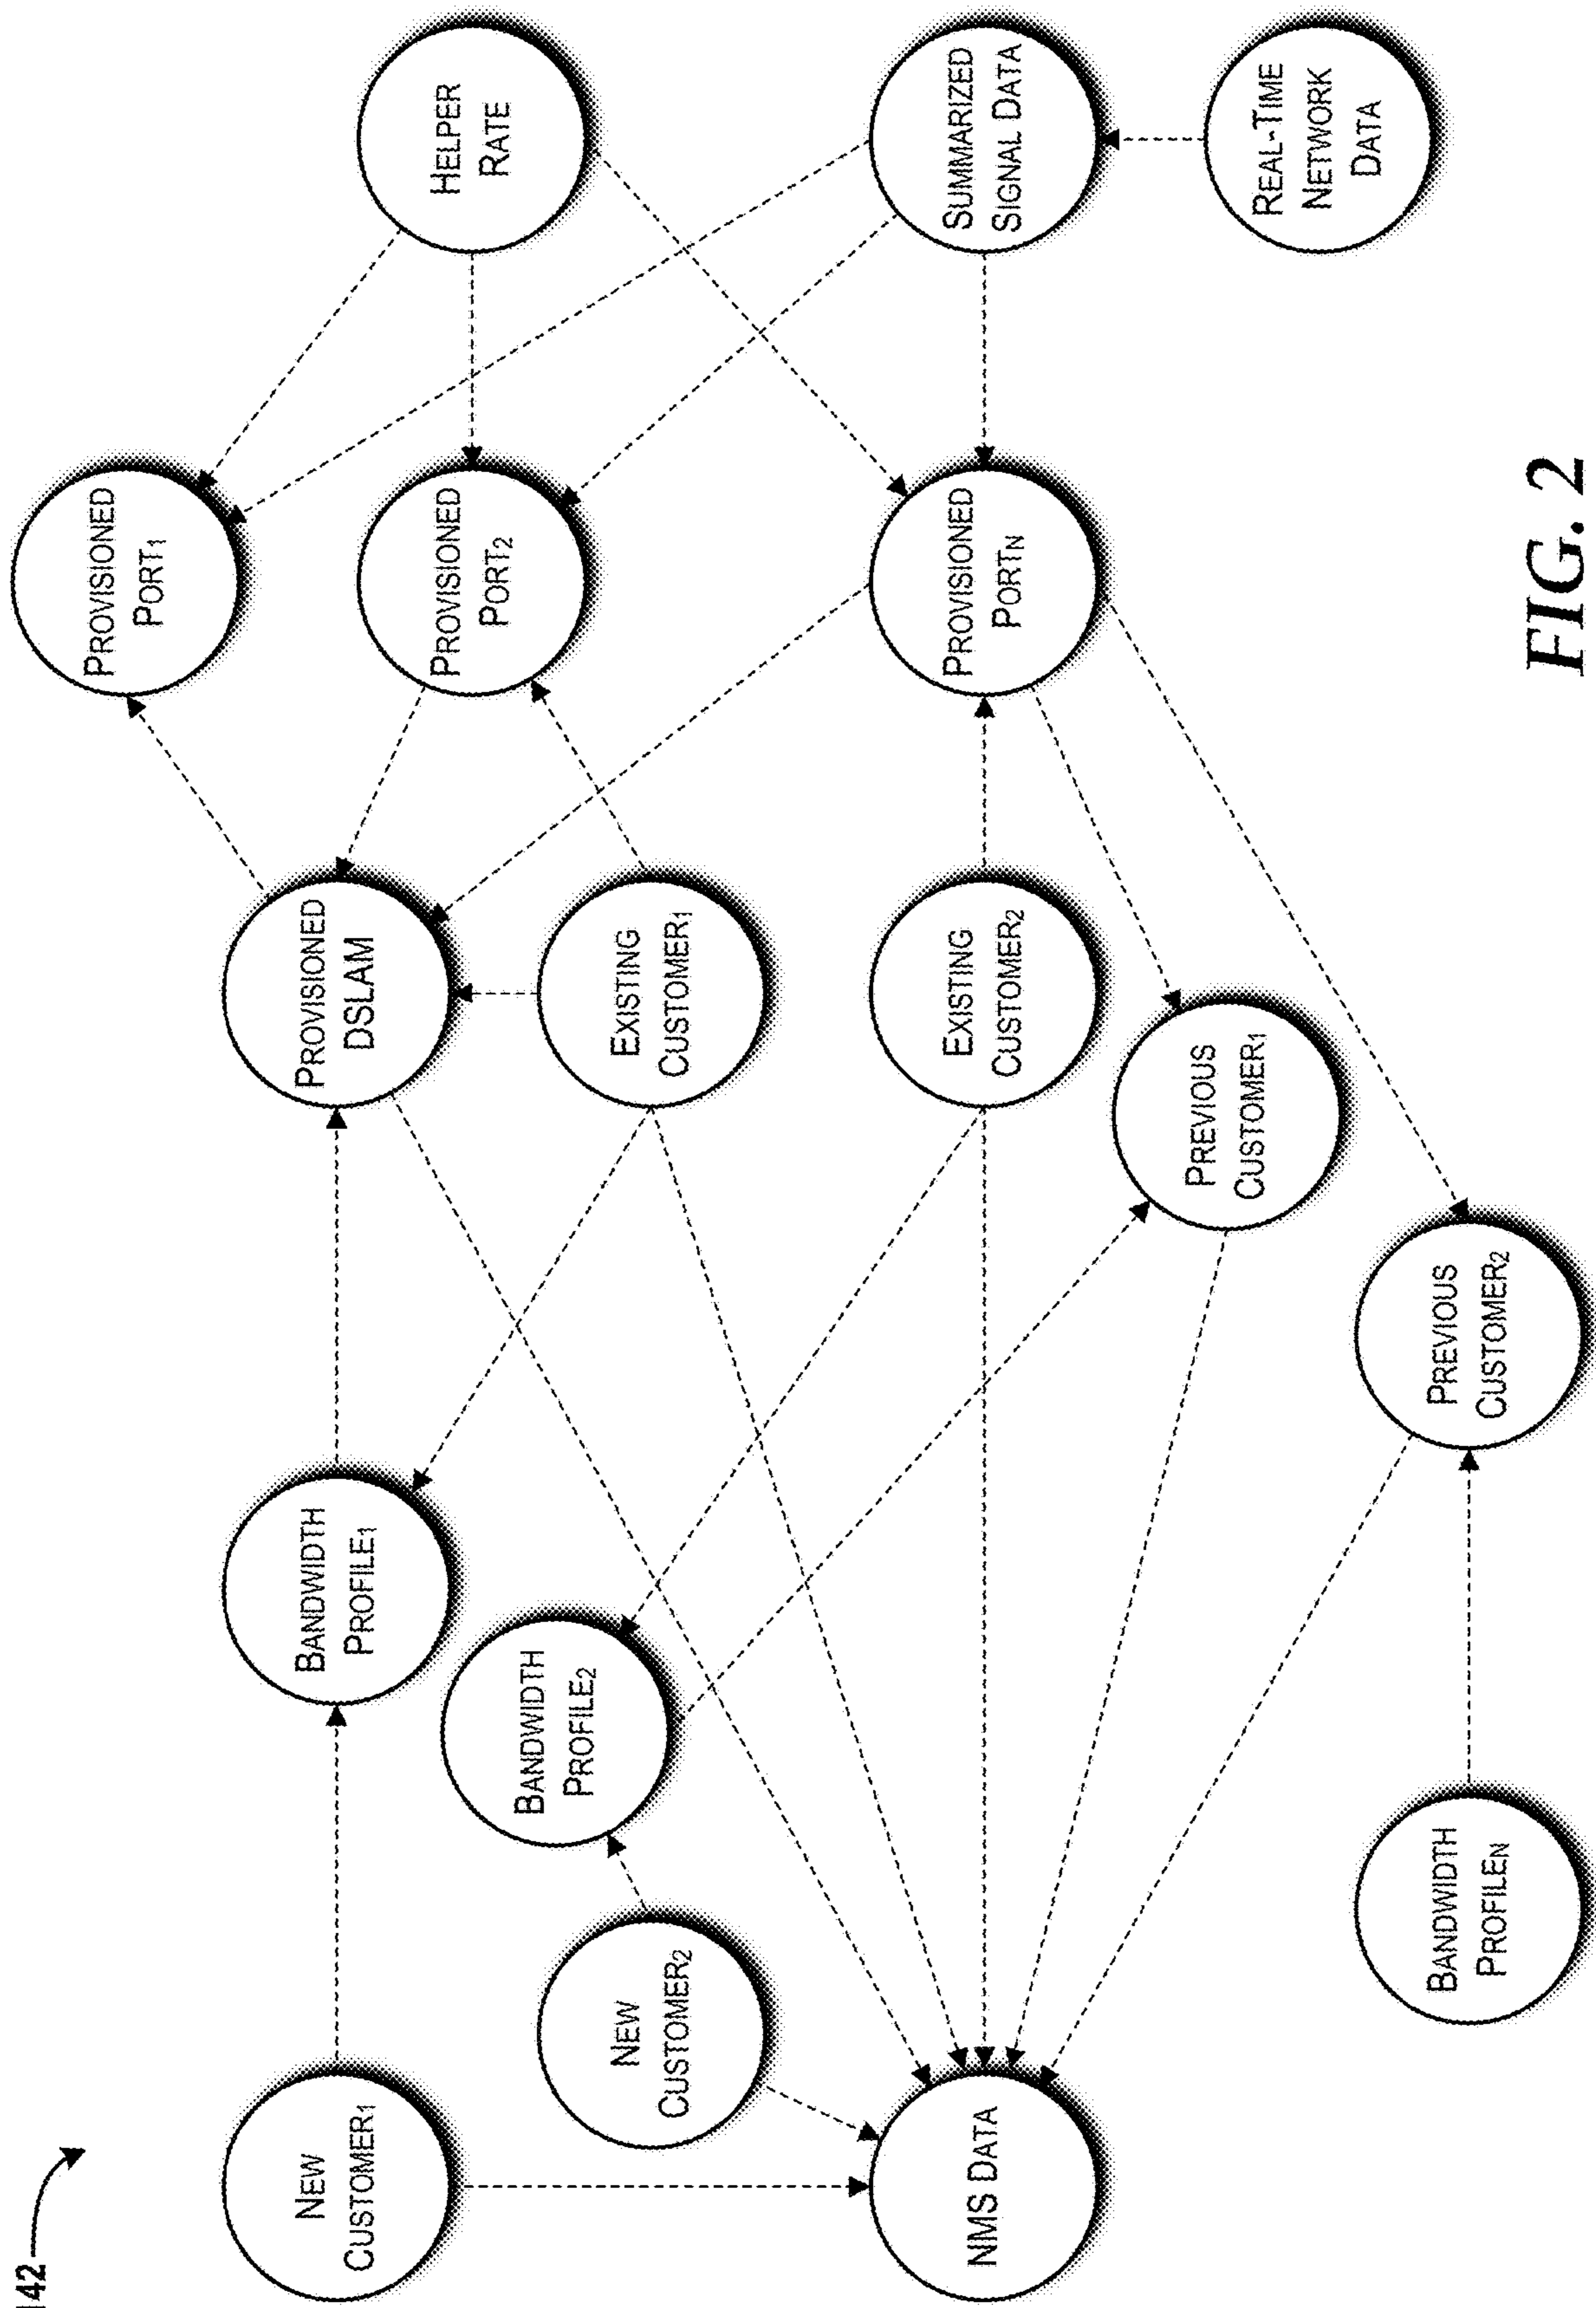 142
PROVISIONED
PORT1
NEW
CUSTOMER1
BANDWIDTH
PROFILE1
PROVISIONED
DSLAM
PROVISIONED
PORT2
HELPER
RATE
BANDWIDTH
PROFILE2
NEW
CUSTOMER2
EXISTING
CUSTOMER1
NMS DATA
EXISTING
CUSTOMER2
PROVISIONED
PORTN
SUMMARIZED
SIGNAL DATA
PREVIOUS
CUSTOMER1
REAL-TIME
NETWORK
DATA
BANDWIDTH
PROFILEN
PREVIOUS
CUSTOMER2
FIG. 2